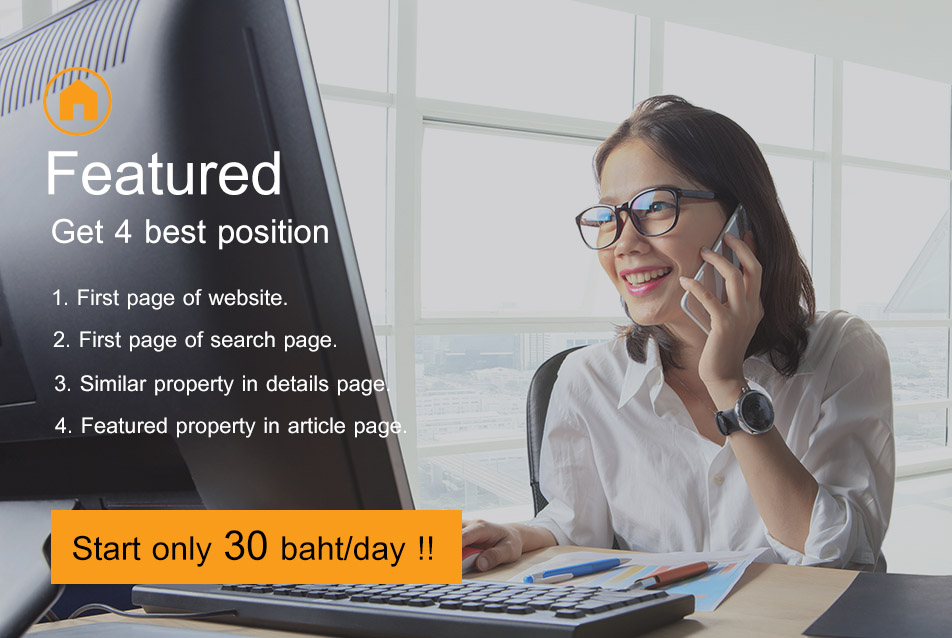 Featured
Get 4 best position
1. First page of website.
2. First page of search page.
3. Similar property in details page.
4. Featured property in article page.
Start only 30 baht/day !!